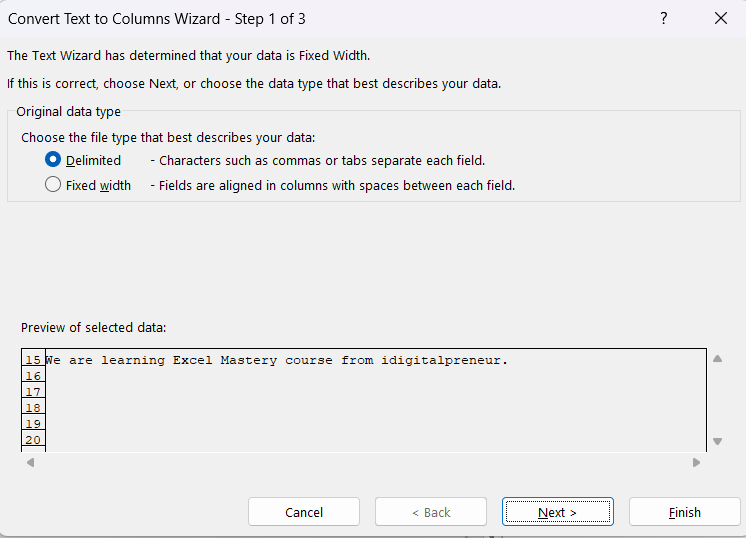 Convert Text to Columns Wizard - Step 1 of 3 ?
The Text Wizard has determined that your data is Fixed Width.
If this is correct, choose Next, or choose the data type that best describes your data.
Original data type
Choose the file type that best describes your data:
Delimited - Characters such as commas or tabs separate each field.
Fixed width - Fields are aligned in columns with spaces between each field.
Preview of selected data:
15 We are learning Excel Mastery course from idigitalpreneur.
16
17
18
19
20
Cancel < Back Next > Finish